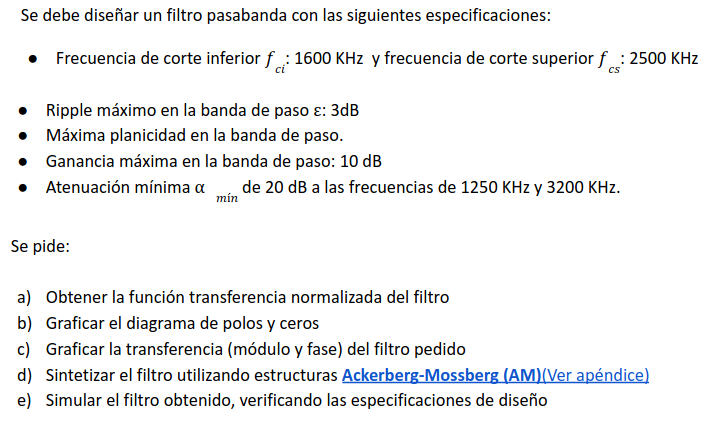 Se debe diseñar un filtro pasabanda con las siguientes especificaciones:
● Frecuencia de corte inferior f ci: 1600 KHz y frecuencia de corte superior f cs: 2500 KHz
● Ripple máximo en la banda de paso ε: 3dB
● Máxima planicidad en la banda de paso.
● Ganancia máxima en la banda de paso: 10 dB
● Atenuación mínima α mín de 20 dB a las frecuencias de 1250 KHz y 3200 KHz.
Se pide:
a) Obtener la función transferencia normalizada del filtro
b) Graficar el diagrama de polos y ceros
c) Graficar la transferencia (módulo y fase) del filtro pedido
d) Sintetizar el filtro utilizando estructuras Ackerberg-Mossberg (AM)(Ver apéndice)
e) Simular el filtro obtenido, verificando las especificaciones de diseño